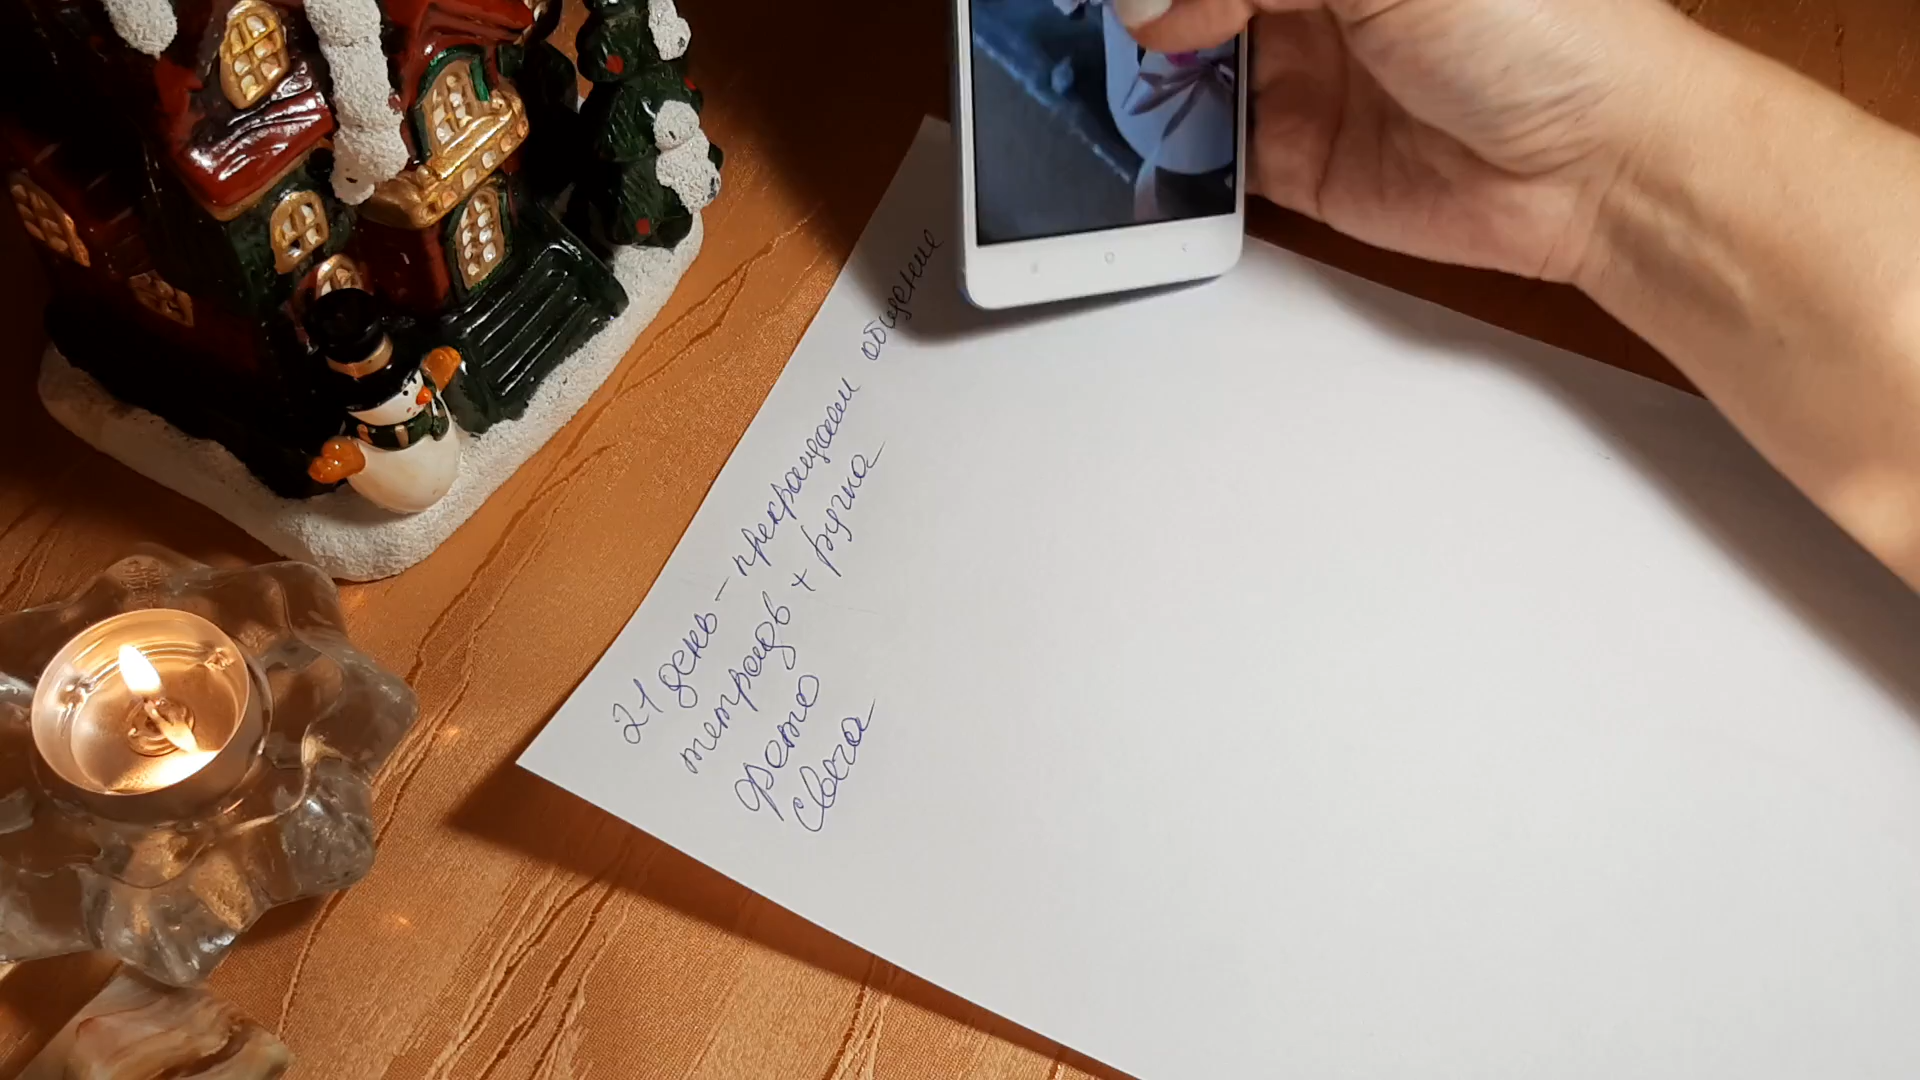 21 день – прекращаем общение
тетрадь + ручка
фото
свеча